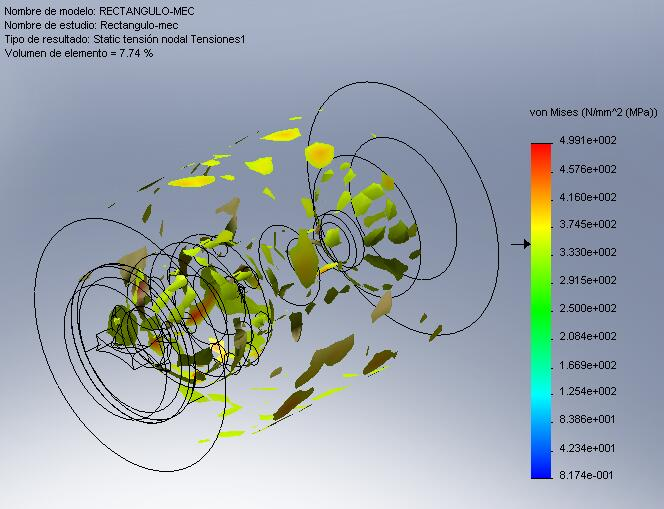 Nombre de modelo: RECTANGULO-MEC
Nombre de estudio: Rectangulo-mec
Tipo de resultado: Static tensión nodal Tensiones1
Volumen de elemento = 7.74 %
von Mises (N/mm^2 (MPa))
4.991e+002
4.576e+002
4.160e+002
3.745e+002
3.330e+002
2.915e+002
2.500e+002
2.084e+002
1.669e+002
1.254e+002
8.386e+001
4.234e+001
8.174e-001